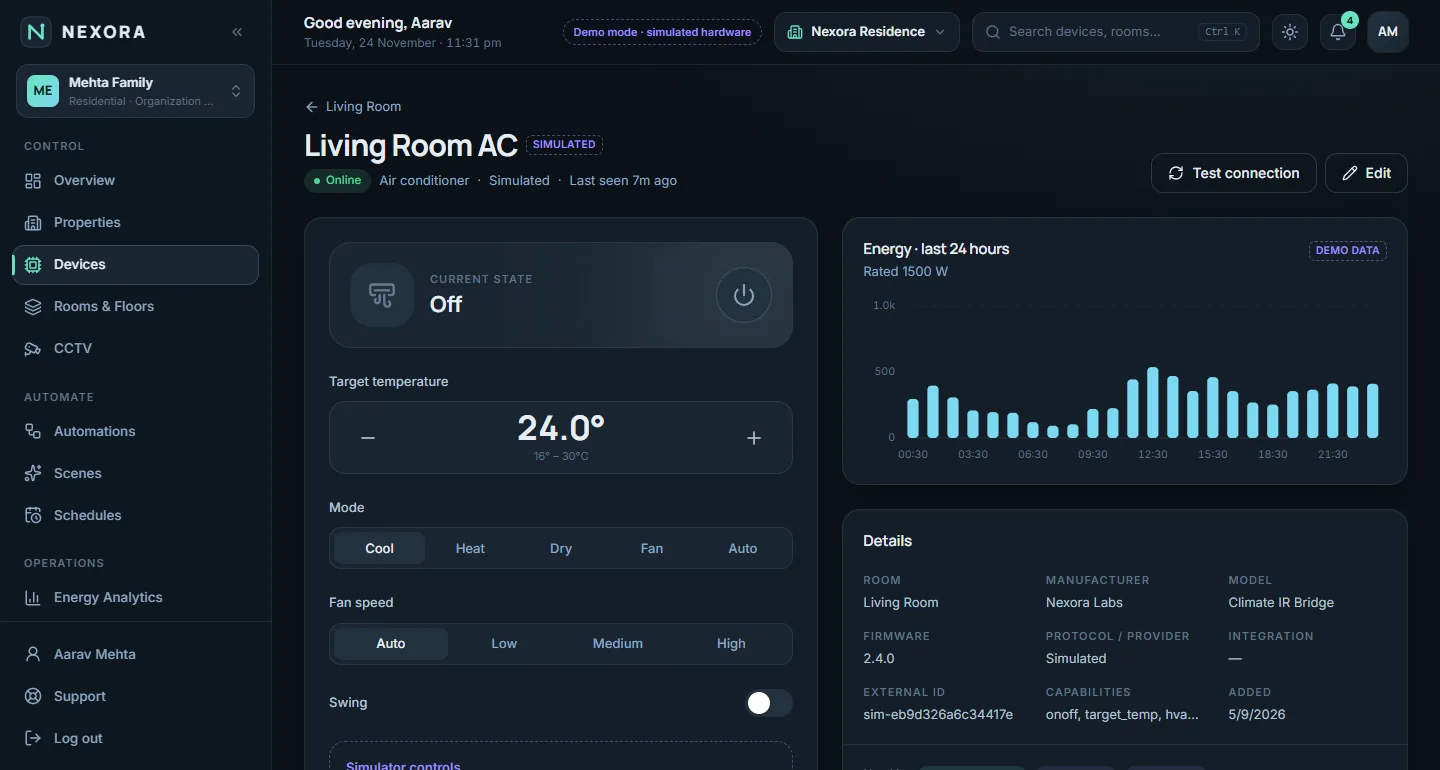 NEXORA
ME
Mehta Family
Residential · Organization ...
CONTROL
Overview
Properties
Devices
Rooms & Floors
CCTV
AUTOMATE
Automations
Scenes
Schedules
OPERATIONS
Energy Analytics
Aarav Mehta
Support
Log out
Good evening, Aarav
Tuesday, 24 November · 11:31 pm
Demo mode · simulated hardware
Nexora Residence
Search devices, rooms...
Ctrl K
4
AM
Living Room
Living Room AC
SIMULATED
Online
Air conditioner · Simulated · Last seen 7m ago
Test connection
Edit
CURRENT STATE
Off
Target temperature
24.0°
16° – 30°C
Mode
Cool Heat Dry Fan Auto
Fan speed
Auto Low Medium High
Swing
Simulator controls
Energy · last 24 hours
Rated 1500 W
DEMO DATA
1.0k
500
0
00:30 03:30 06:30 09:30 12:30 15:30 18:30 21:30
Details
ROOM MANUFACTURER MODEL
Living Room Nexora Labs Climate IR Bridge
FIRMWARE PROTOCOL / PROVIDER INTEGRATION
2.4.0 Simulated —
EXTERNAL ID CAPABILITIES ADDED
sim-eb9d326a6c34417e onoff, target_temp, hva... 5/9/2026